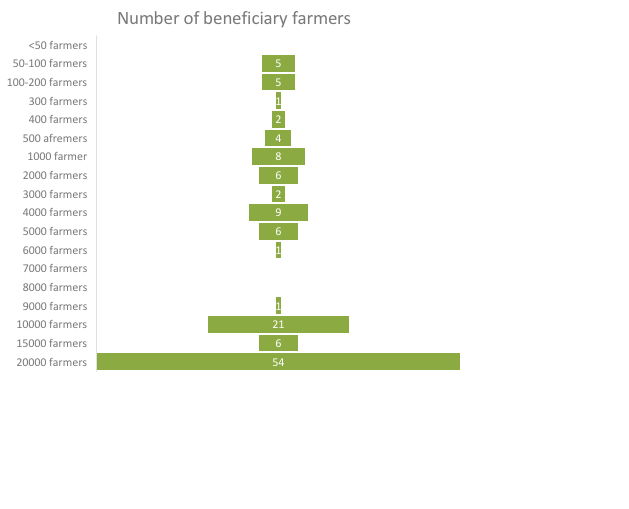 Number of beneficiary farmers
<50 farmers
50-100 farmers 5
100-200 farmers 5
300 farmers 1
400 farmers 2
500 afremers 4
1000 farmer 8
2000 farmers 6
3000 farmers 2
4000 farmers 9
5000 farmers 6
6000 farmers 1
7000 farmers
8000 farmers
9000 farmers 1
10000 farmers 21
15000 farmers 6
20000 farmers 54